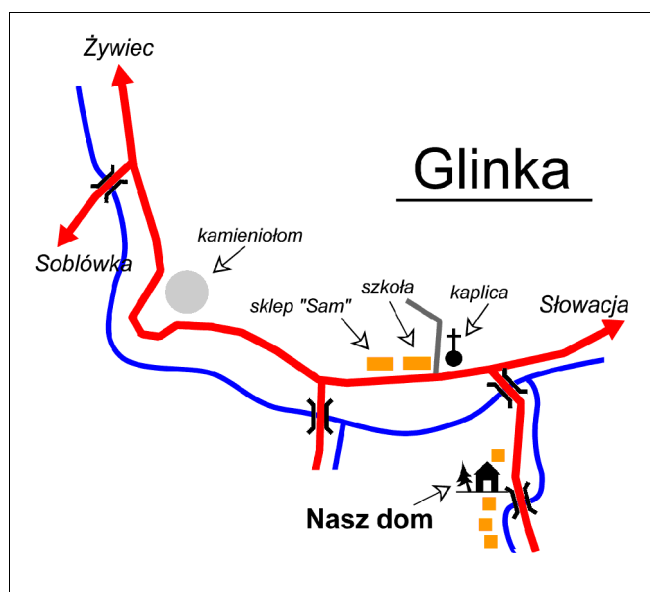 Żywiec
Glinka
Soblówka
kamieniołom
sklep "Sam"
szkoła
kaplica
Słowacja
Nasz dom